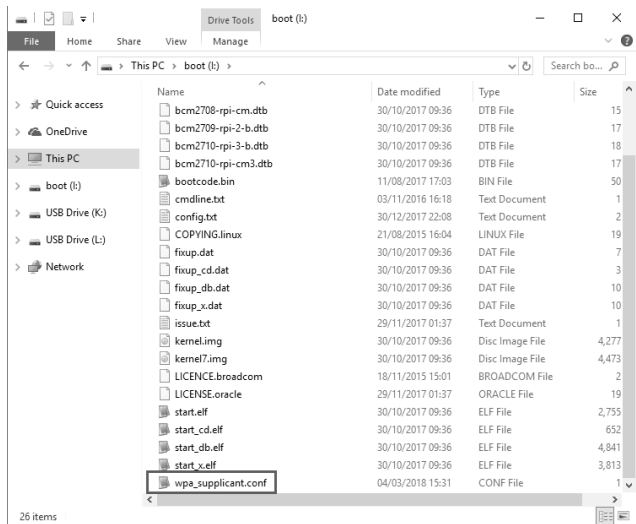 Drive Tools boot (I:)
File Home Share View Manage
This PC > boot (I:) > Search bo...
Quick access
OneDrive
This PC
boot (I:)
USB Drive (K:)
USB Drive (L:)
Network
Name Date modified Type Size
bcm2708-rpi-cm.dtb 30/10/2017 09:36 DTB File 15
bcm2709-rpi-2-b.dtb 30/10/2017 09:36 DTB File 17
bcm2710-rpi-3-b.dtb 30/10/2017 09:36 DTB File 18
bcm2710-rpi-cm3.dtb 30/10/2017 09:36 DTB File 17
bootcode.bin 11/08/2017 17:03 BIN File 50
cmdline.txt 03/11/2016 16:18 Text Document 1
config.txt 30/12/2017 22:08 Text Document 2
COPYING.linux 21/08/2015 16:04 LINUX File 19
fixup.dat 30/10/2017 09:36 DAT File 7
fixup_cd.dat 30/10/2017 09:36 DAT File 3
fixup_db.dat 30/10/2017 09:36 DAT File 10
fixup_x.dat 30/10/2017 09:36 DAT File 10
issue.txt 29/11/2017 01:37 Text Document 1
kernel.img 30/10/2017 09:36 Disc Image File 4,277
kernel7.img 30/10/2017 09:36 Disc Image File 4,473
LICENCE.broadcom 18/11/2015 15:01 BROADCOM File 2
LICENSE.oracle 29/11/2017 01:37 ORACLE File 19
start.elf 30/10/2017 09:36 ELF File 2,755
start_cd.elf 30/10/2017 09:36 ELF File 652
start_db.elf 30/10/2017 09:36 ELF File 4,841
start_x.elf 30/10/2017 09:36 ELF File 3,813
wpa_supplicant.conf 04/03/2018 15:31 CONF File 1
26 items